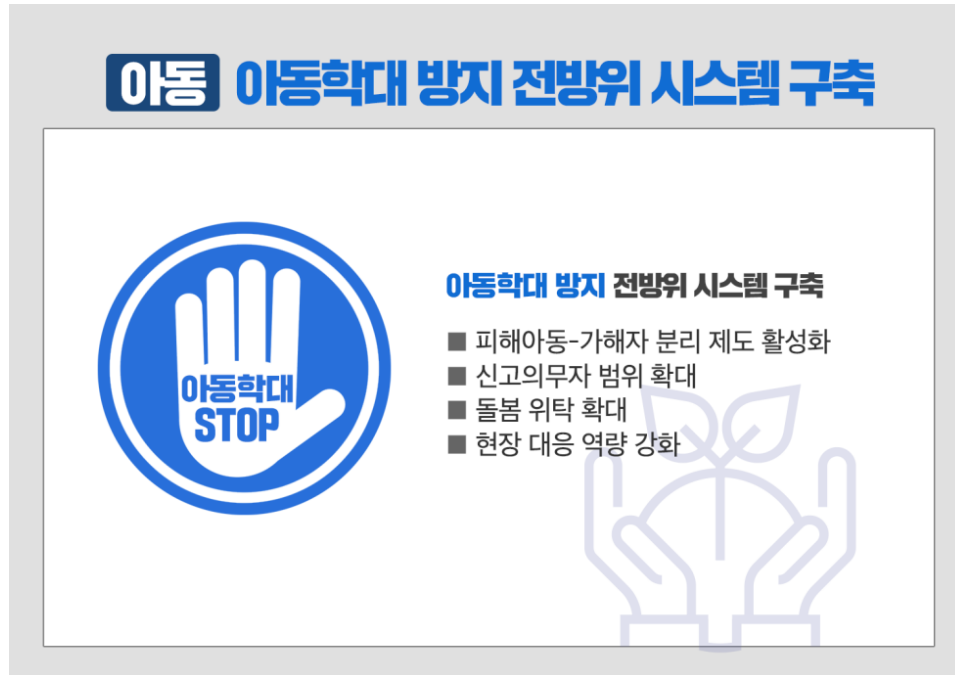 아동 아동학대 방지 전방위 시스템 구축
아동학대
STOP
아동학대 방지 전방위 시스템 구축
■ 피해아동-가해자 분리 제도 활성화
■ 신고의무자 범위 확대
■ 돌봄 위탁 확대
■ 현장 대응 역량 강화